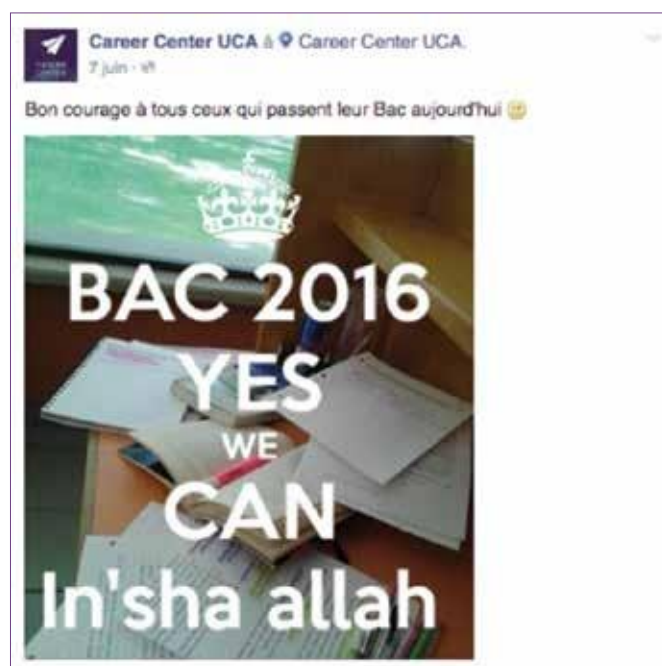 Career Center UCA à Career Center UCA.
7 juin
Bon courage à tous ceux qui passent leur Bac aujourd'hui
BAC 2016
YES
WE
CAN
In'sha allah